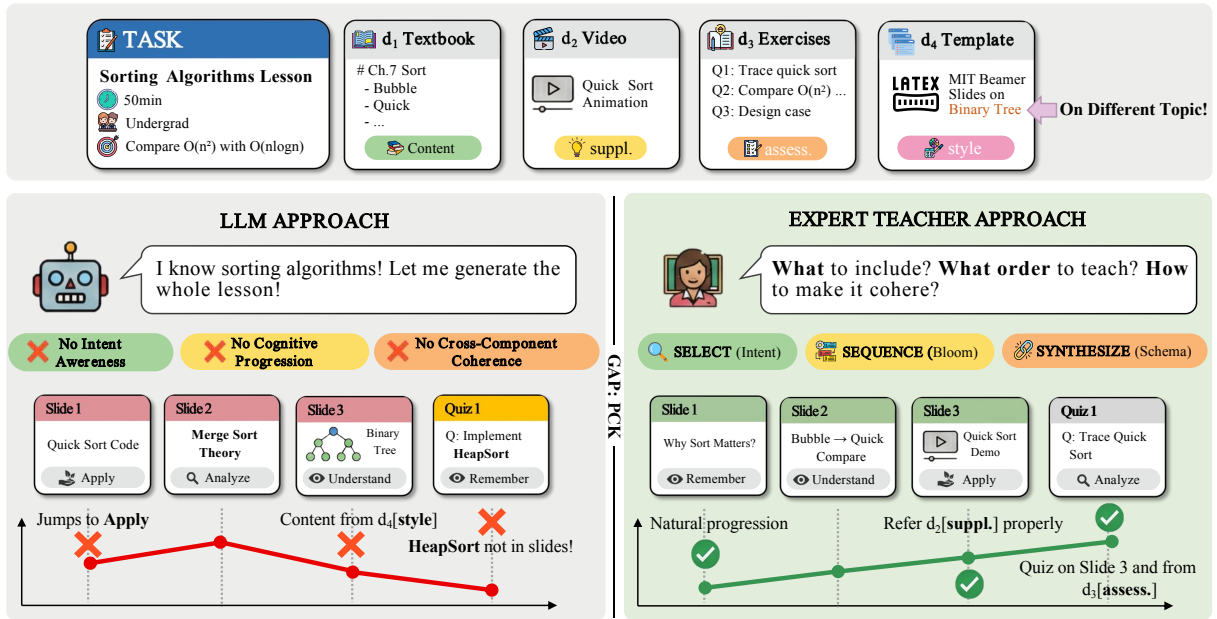 TASK
Sorting Algorithms Lesson
50min
Undergrad
Compare O(n²) with O(nlogn)
d₁ Textbook
# Ch.7 Sort
- Bubble
- Quick
- ...
Content
d₂ Video
Quick Sort
Animation
suppl.
d₃ Exercises
Q1: Trace quick sort
Q2: Compare O(n²) ...
Q3: Design case
assess.
d₄ Template
LATEX
MIT Beamer
Slides on
Binary Tree
style
On Different Topic!
LLM APPROACH
I know sorting algorithms! Let me generate the
whole lesson!
No Intent
Awareness
No Cognitive
Progression
No Cross-Component
Coherence
Slide 1
Quick Sort Code
Apply
Slide 2
Merge Sort
Theory
Analyze
Slide 3
Binary
Tree
Understand
Quiz 1
Q: Implement
HeapSort
Remember
Jumps to Apply
Content from d₄[style]
HeapSort not in slides!
GAP: PCK
EXPERT TEACHER APPROACH
What to include? What order to teach? How
to make it cohere?
SELECT (Intent)
SEQUENCE (Bloom)
SYNTHESIZE (Schema)
Slide 1
Why Sort Matters?
Remember
Slide 2
Bubble → Quick
Compare
Understand
Slide 3
Quick Sort
Demo
Apply
Quiz 1
Q: Trace Quick
Sort
Analyze
Natural progression
Refer d₂[suppl.] properly
Quiz on Slide 3 and from
d₃[assess.]